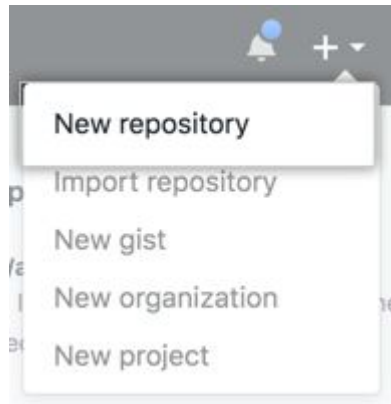 New repository
Import repository
New gist
New organization
New project